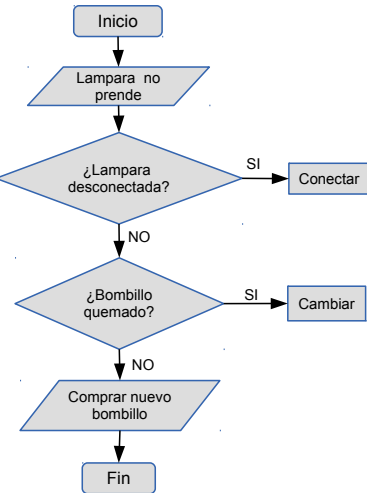 Inicio
Lampara no
prende
¿Lampara
desconectada?
SI
Conectar
NO
¿Bombillo
quemado?
SI
Cambiar
NO
Comprar nuevo
bombillo
Fin